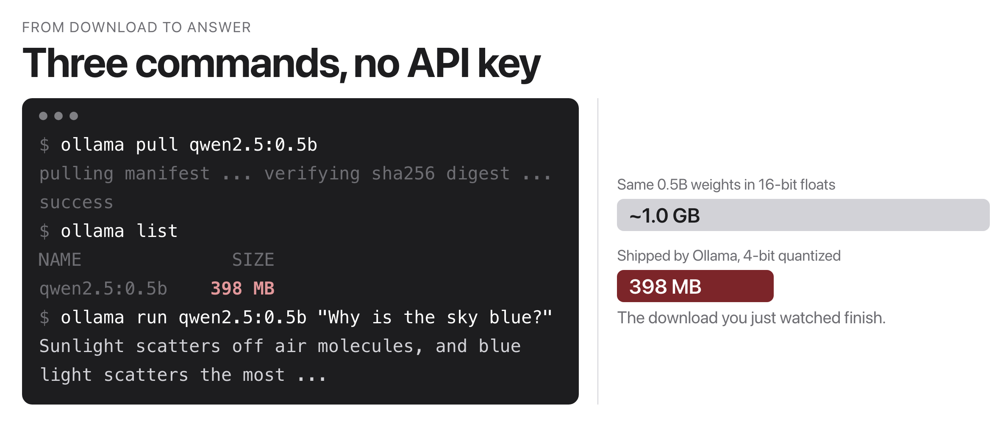 FROM DOWNLOAD TO ANSWER
Three commands, no API key
$ ollama pull qwen2.5:0.5b
pulling manifest ... verifying sha256 digest ...
success
$ ollama list
NAME SIZE
qwen2.5:0.5b 398 MB
$ ollama run qwen2.5:0.5b "Why is the sky blue?"
Sunlight scatters off air molecules, and blue
light scatters the most ...
Same 0.5B weights in 16-bit floats
~1.0 GB
Shipped by Ollama, 4-bit quantized
398 MB
The download you just watched finish.